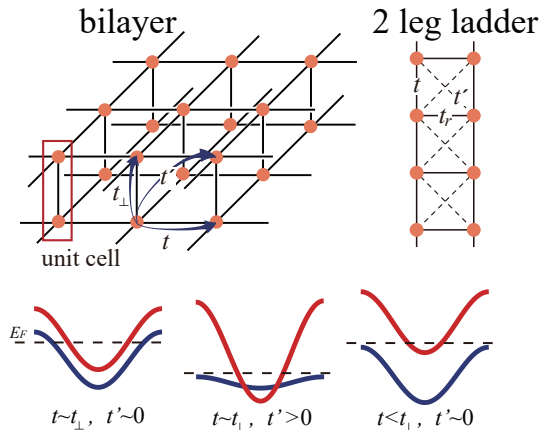 bilayer
2 leg ladder
t
t´
t_r
t_⊥
t´
t
unit cell
E_F
t~t_⊥, t'~0
t~t_⊥, t'>0
t<t_⊥, t'~0